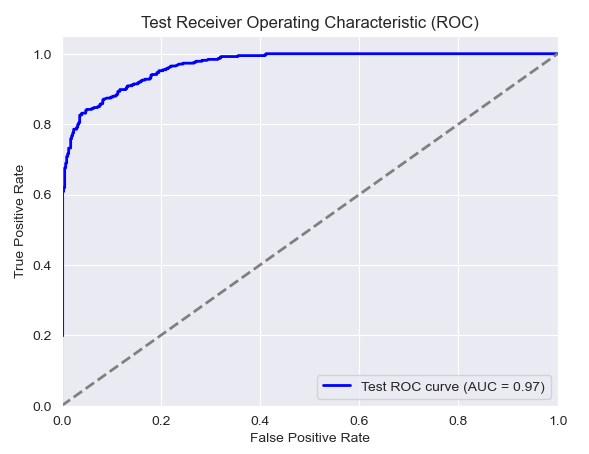 Test Receiver Operating Characteristic (ROC)
1.0
0.8
0.6
0.4
0.2
0.0
True Positive Rate
Test ROC curve (AUC = 0.97)
0.0 0.2 0.4 0.6 0.8 1.0
False Positive Rate